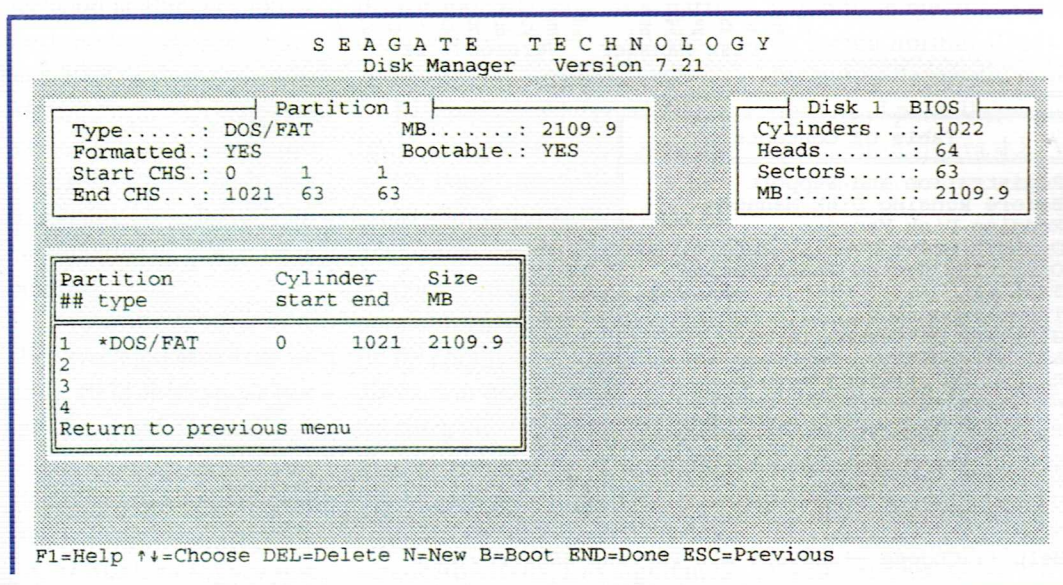 SEAGATE TECHNOLOGY
Disk Manager Version 7.21
Partition 1
Type......: DOS/FAT MB.......: 2109.9
Formatted.: YES Bootable.: YES
Start CHS.: 0 1 1
End CHS...: 1021 63 63
Disk 1 BIOS
Cylinders...: 1022
Heads.......: 64
Sectors.....: 63
MB..........: 2109.9
Partition Cylinder Size
## type start end MB
1 *DOS/FAT 0 1021 2109.9
2
3
4
Return to previous menu
F1=Help ↑↓=Choose DEL=Delete N=New B=Boot END=Done ESC=Previous